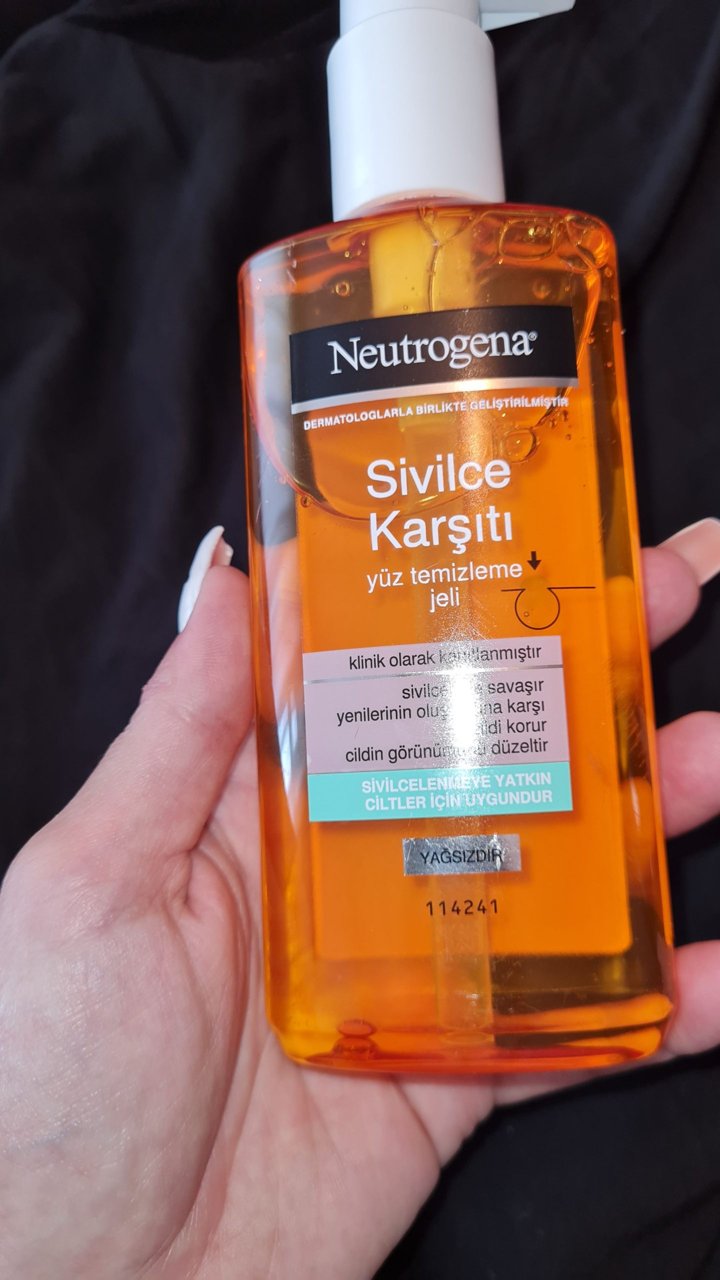 Neutrogena®
DERMATOLOGLARLA BİRLİKTE GELİŞTİRİLMİŞTİR
Sivilce
Karşıtı
yüz temizleme
jeli
klinik olarak kanıtlanmıştır
savaşır
yenilerinin karşı
korur
cildin düzeltir
SİVİLCELENMEYE YATKIN
CİLTLER İÇİN UYGUNDUR
YAĞSIZDIR
114241